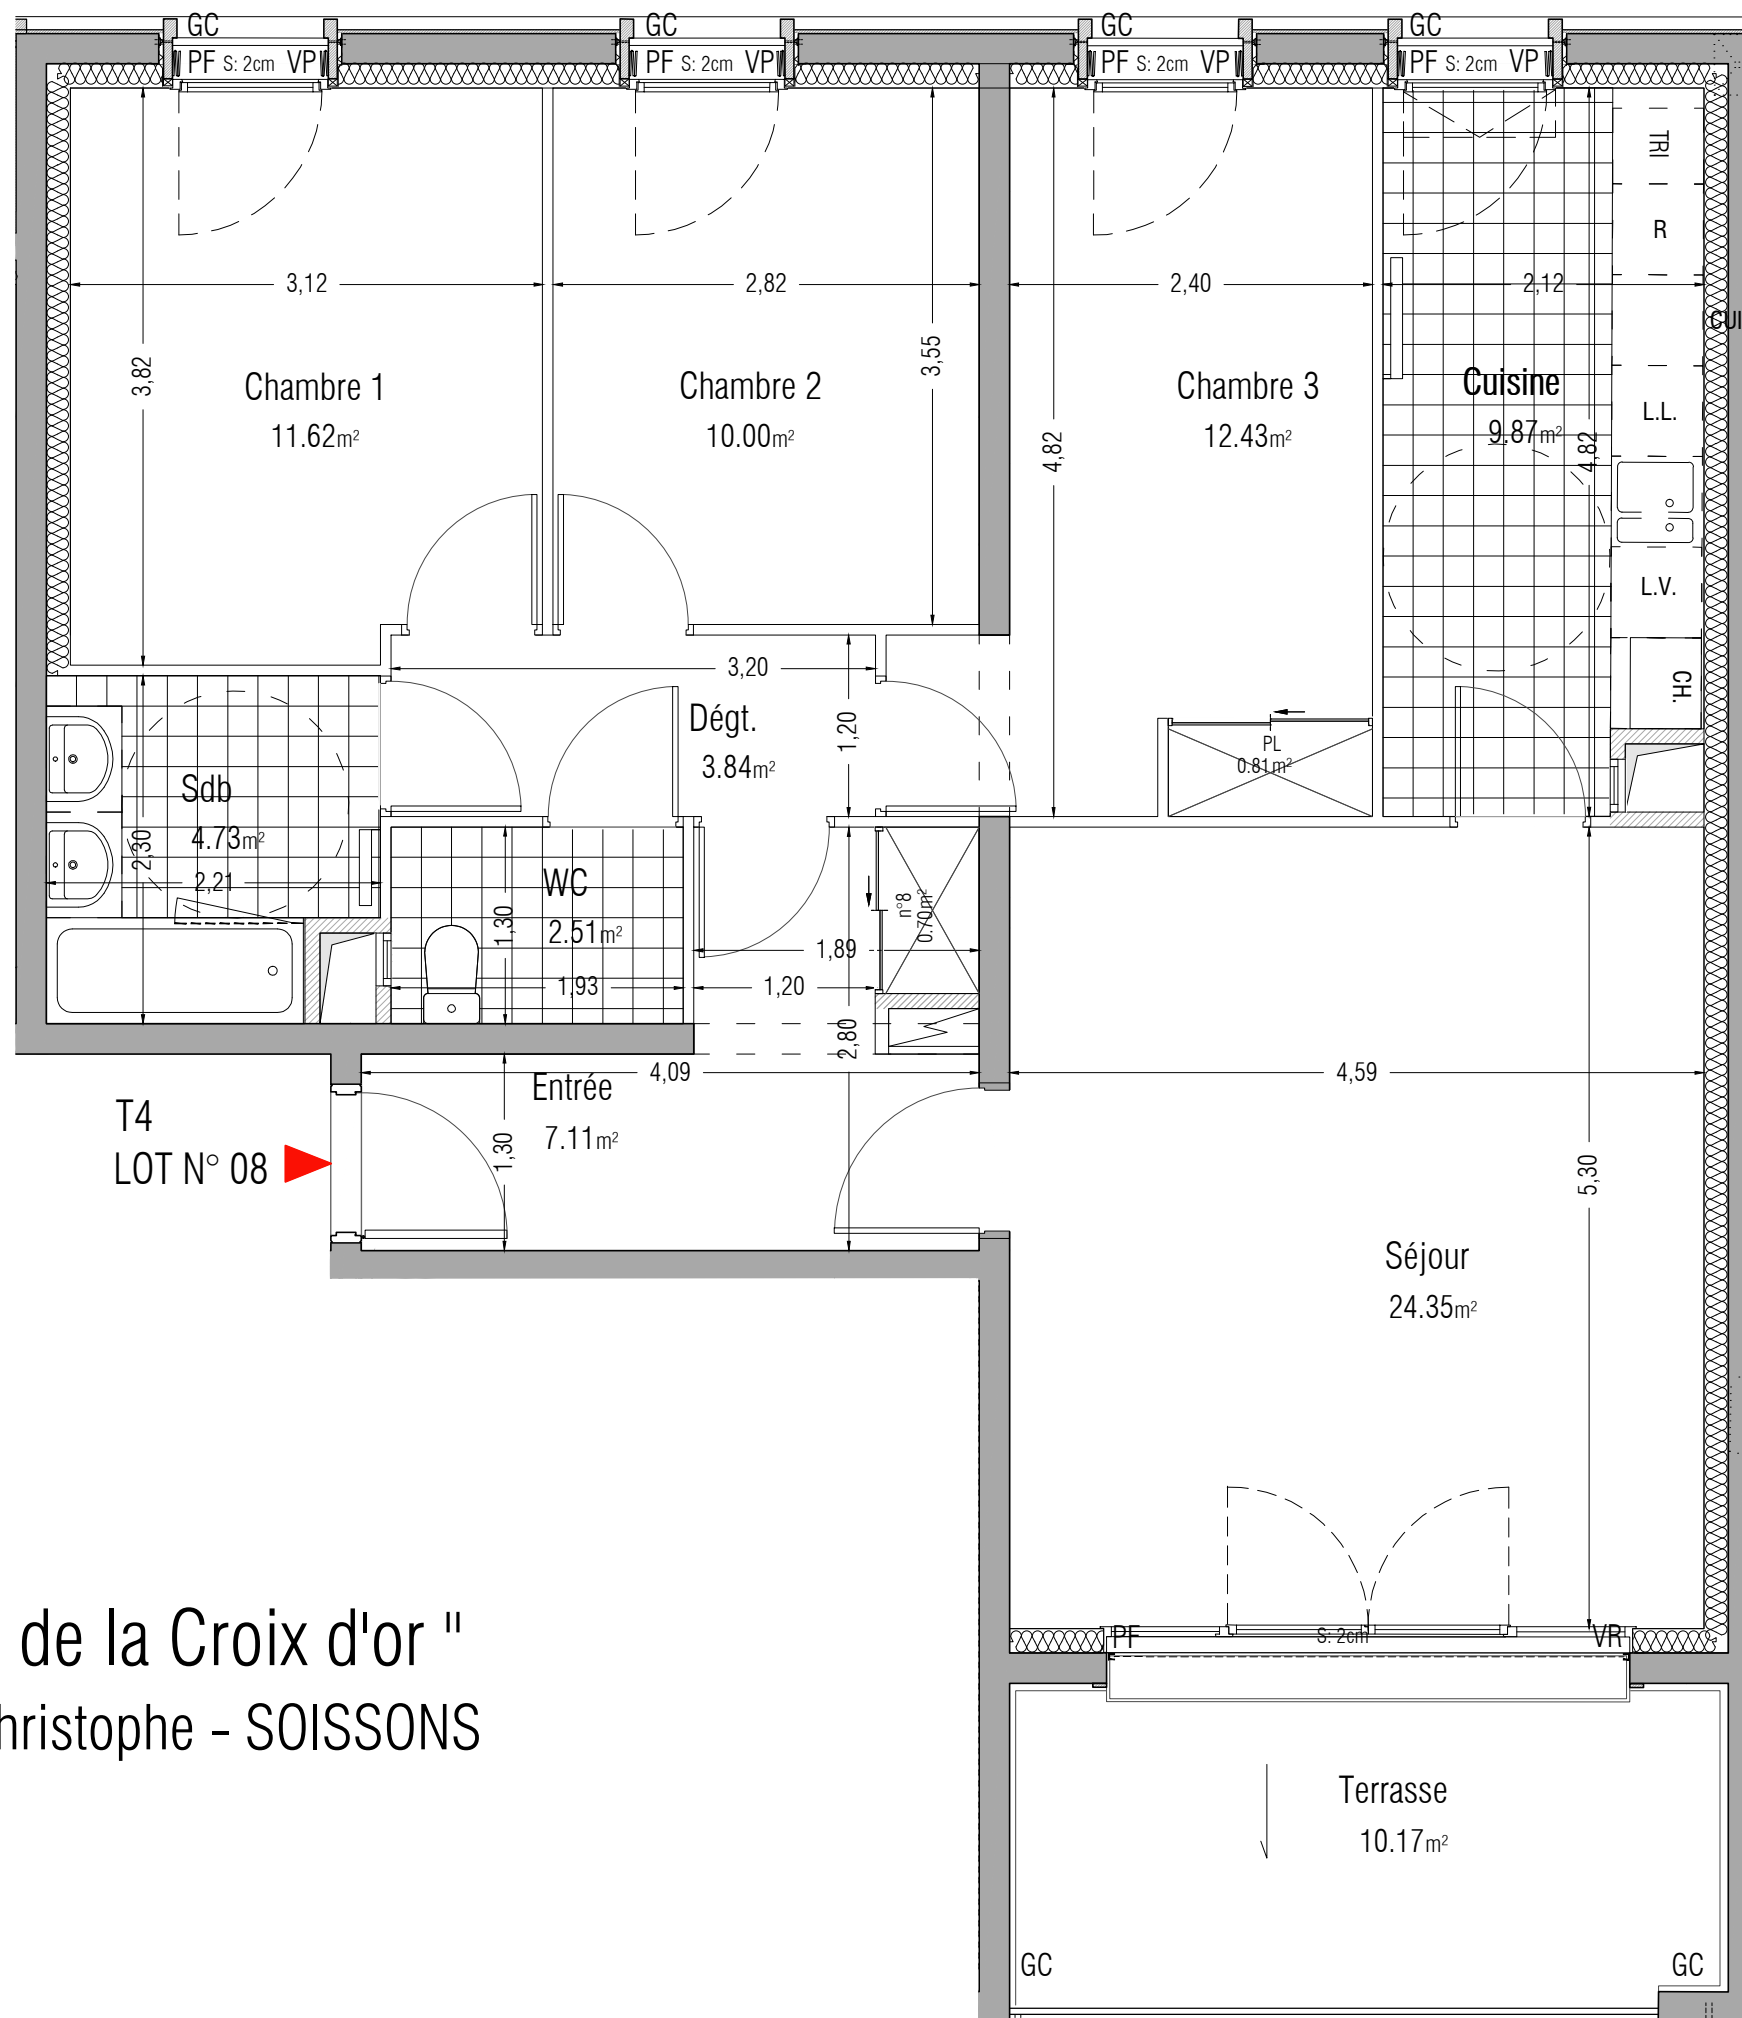 GC GC GC GC
PF S: 2cm VP PF S: 2cm VP PF S: 2cm VP PF S: 2cm VP
TRI
R
3,12 2,82 2,40 2,12
CUI
3,82 3,55
Chambre 1
11.62m²
Chambre 2
10.00m²
Chambre 3
12.43m²
Cuisine
9.87m²
L.L.
4,82 4,82
L.V.
CH.
3,20
Dégt.
3.84m²
1,20
PL
0.81m²
Sdb
4.73m²
2,30
2,21
WC
2.51m²
1,30
1,93
n°8
0.70m²
1,89
1,20
2,80
4,09
4,59
Entrée
7.11m²
1,30
T4
LOT N° 08
5,30
Séjour
24.35m²
PF S: 2cm VR
de la Croix d'or "
hristophe - SOISSONS
Terrasse
10.17m²
GC GC